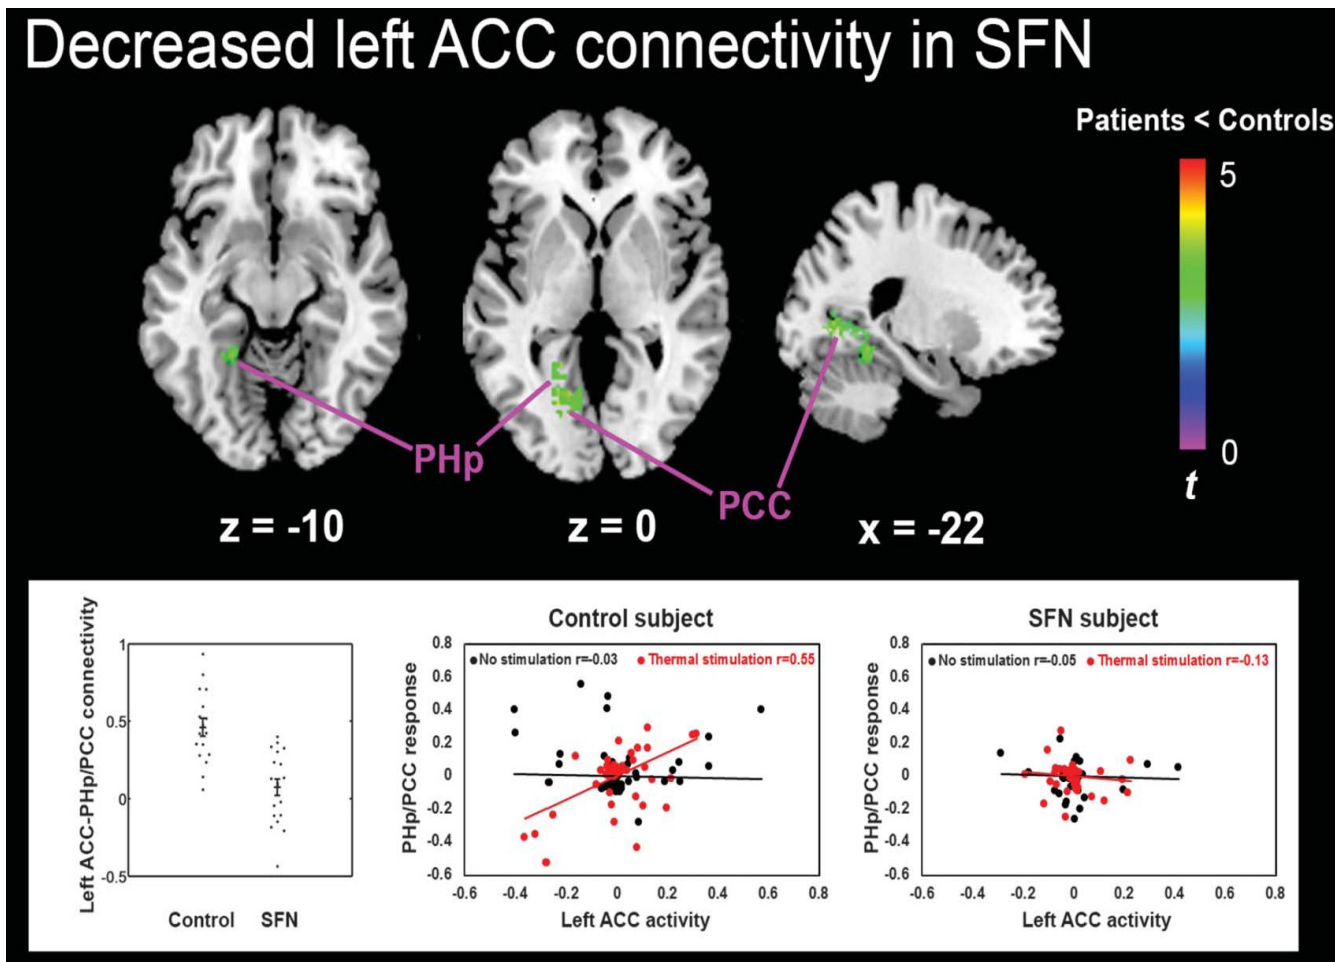 Decreased left ACC connectivity in SFN
Patients < Controls
5
0
t
PHp
PCC
z = -10
z = 0
x = -22
Left ACC-PHp/PCC connectivity
1
0.5
0
-0.5
Control
SFN
Control subject
No stimulation r=-0.03
Thermal stimulation r=0.55
PHp/PCC response
0.8
0.6
0.4
0.2
0
-0.2
-0.4
-0.6
-0.6
-0.4
-0.2
0
0.2
0.4
0.6
0.8
Left ACC activity
SFN subject
No stimulation r=-0.05
Thermal stimulation r=-0.13
PHp/PCC response
0.8
0.6
0.4
0.2
0
-0.2
-0.4
-0.6
-0.6
-0.4
-0.2
0
0.2
0.4
0.6
0.8
Left ACC activity